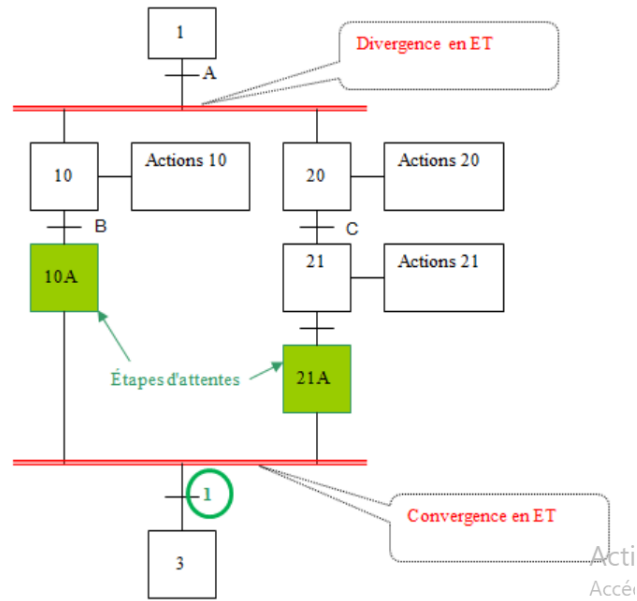 1
Divergence en ET
A
10
Actions 10
20
Actions 20
B
C
10A
21
Actions 21
Étapes d'attentes
21A
1
Convergence en ET
3
Acti
Accé